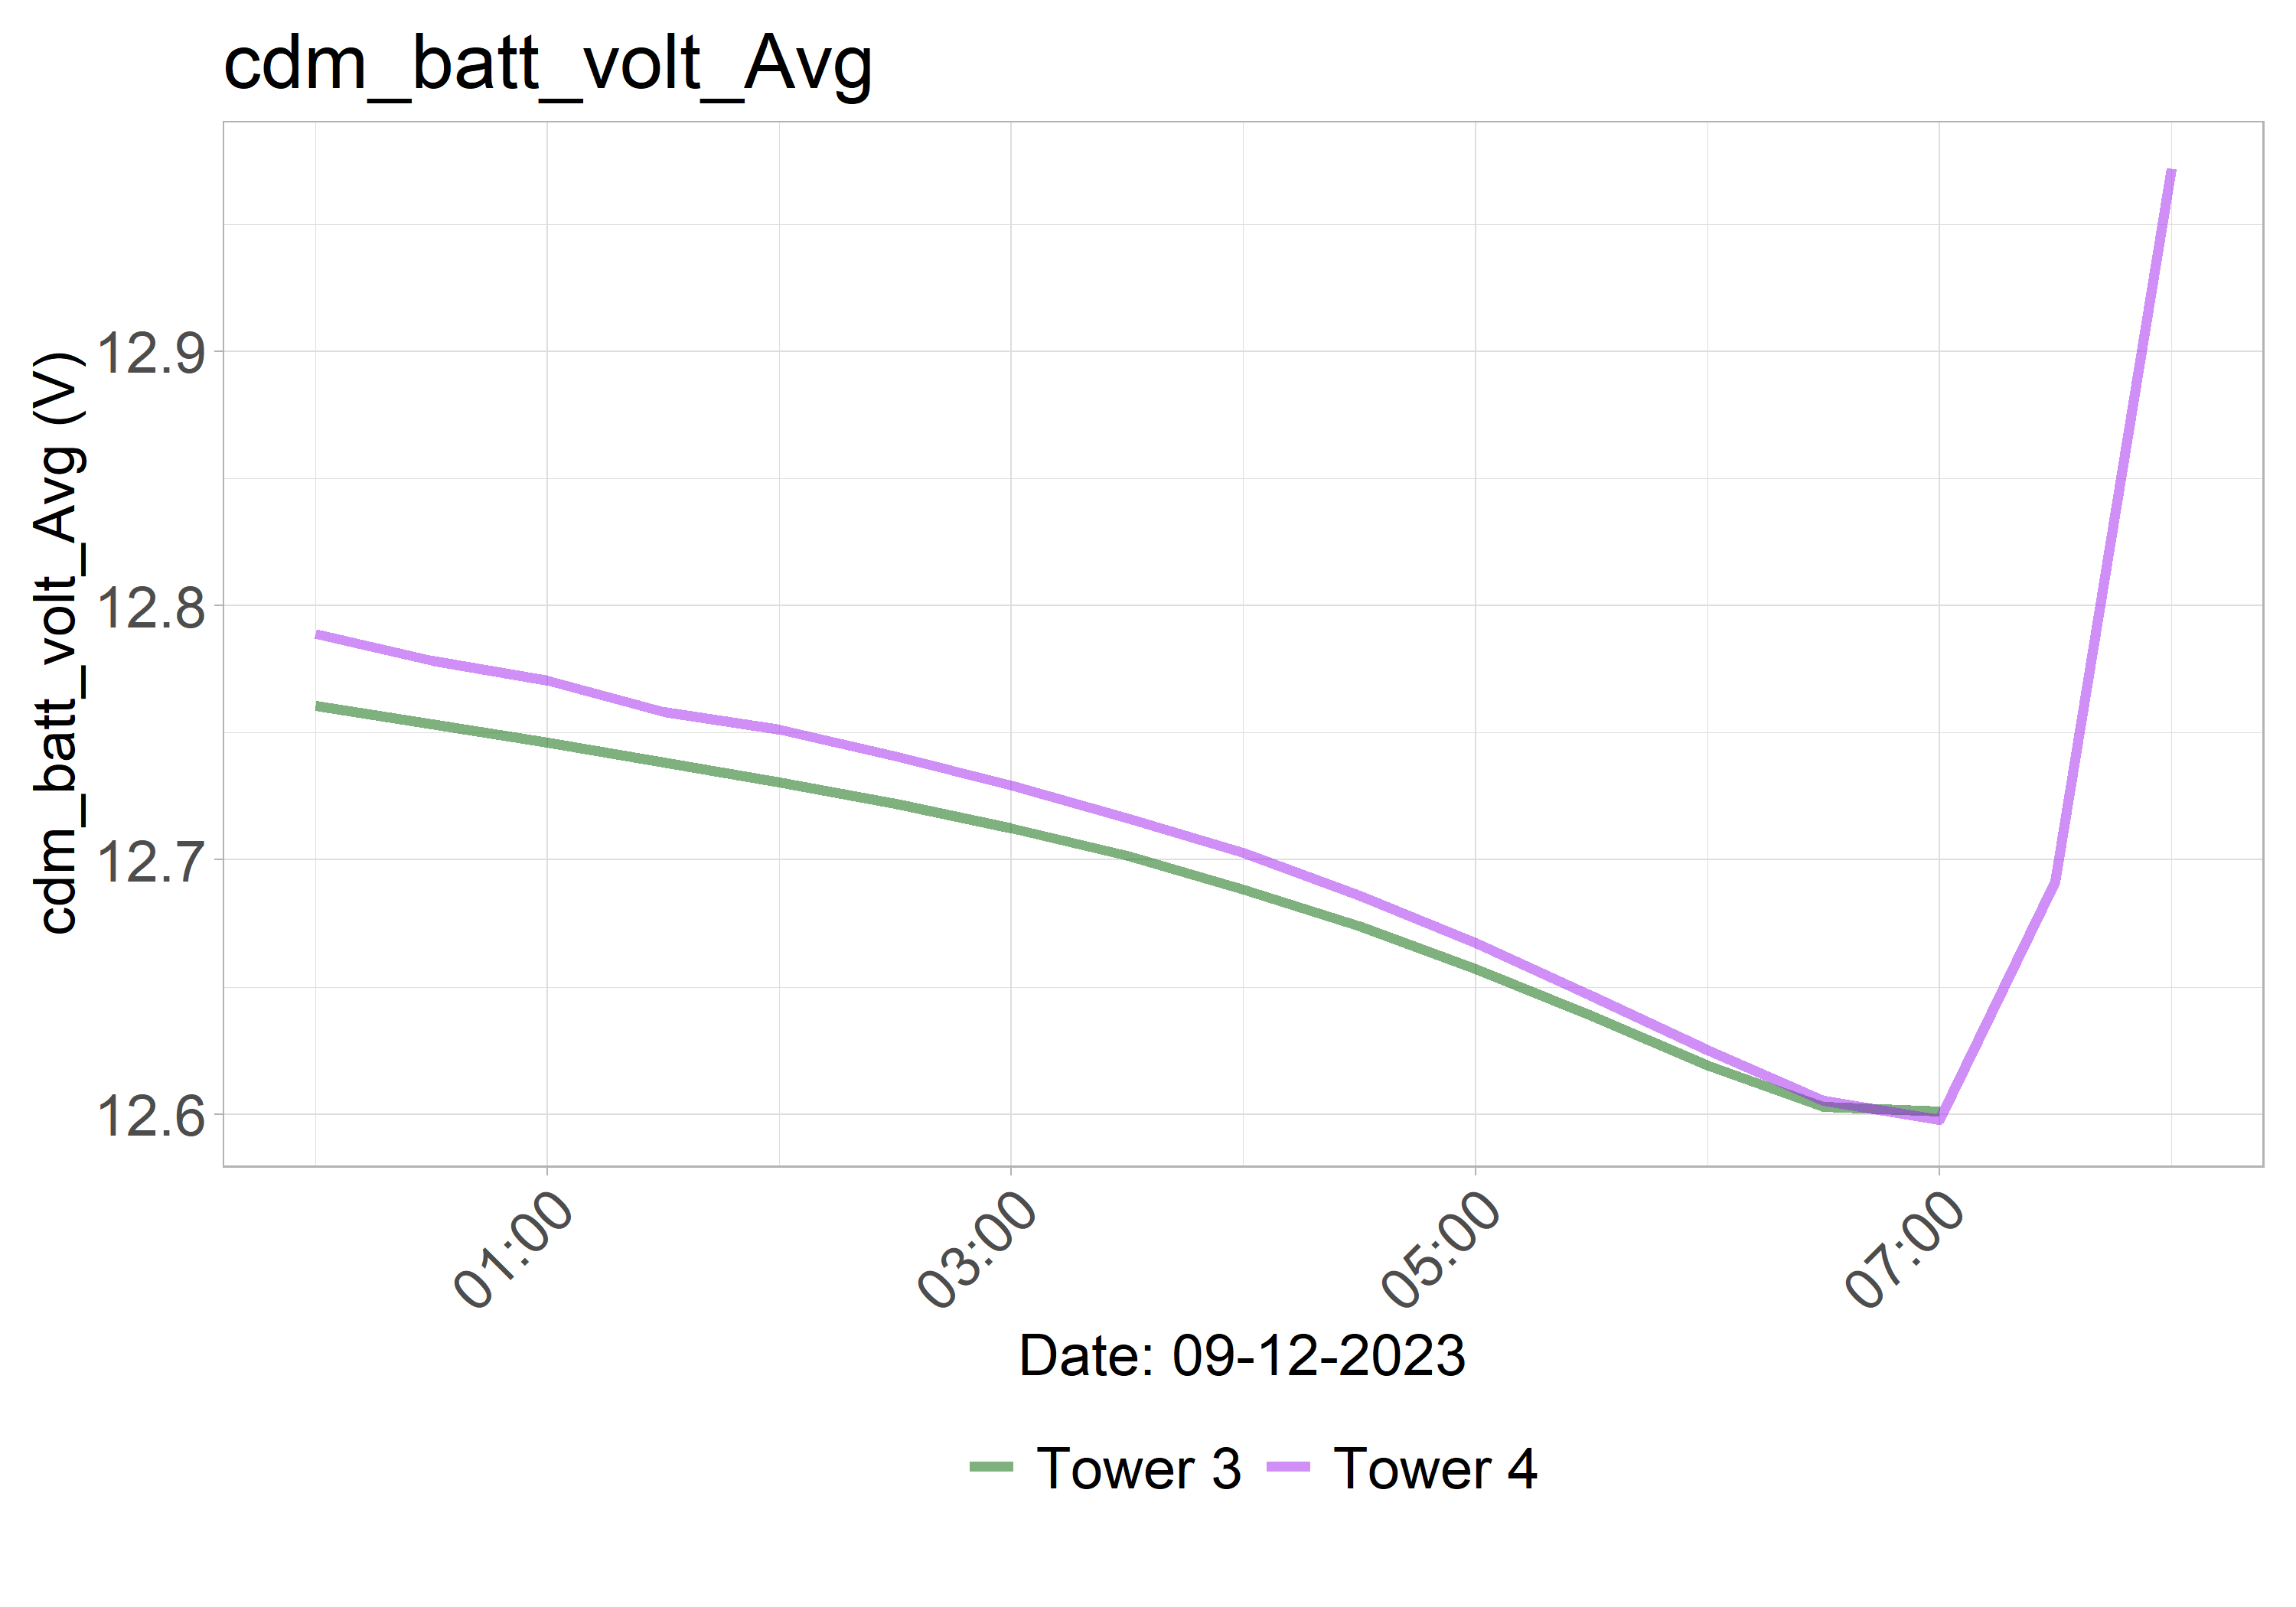 cdm_batt_volt_Avg
cdm_batt_volt_Avg (V)
12.9
12.8
12.7
12.6
01:00
03:00
05:00
07:00
Date: 09-12-2023
Tower 3
Tower 4